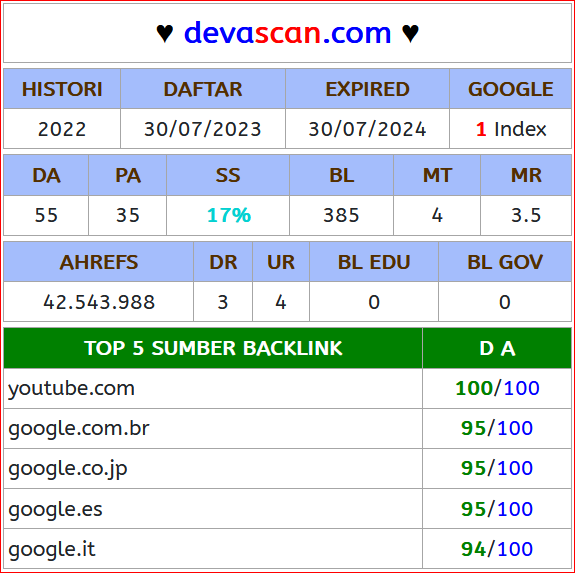 ♥ devascan.com ♥
HISTORI DAFTAR EXPIRED GOOGLE
2022 30/07/2023 30/07/2024 1 Index
DA PA SS BL MT MR
55 35 17% 385 4 3.5
AHREFS DR UR BL EDU BL GOV
42.543.988 3 4 0 0
TOP 5 SUMBER BACKLINK D A
youtube.com 100/100
google.com.br 95/100
google.co.jp 95/100
google.es 95/100
google.it 94/100